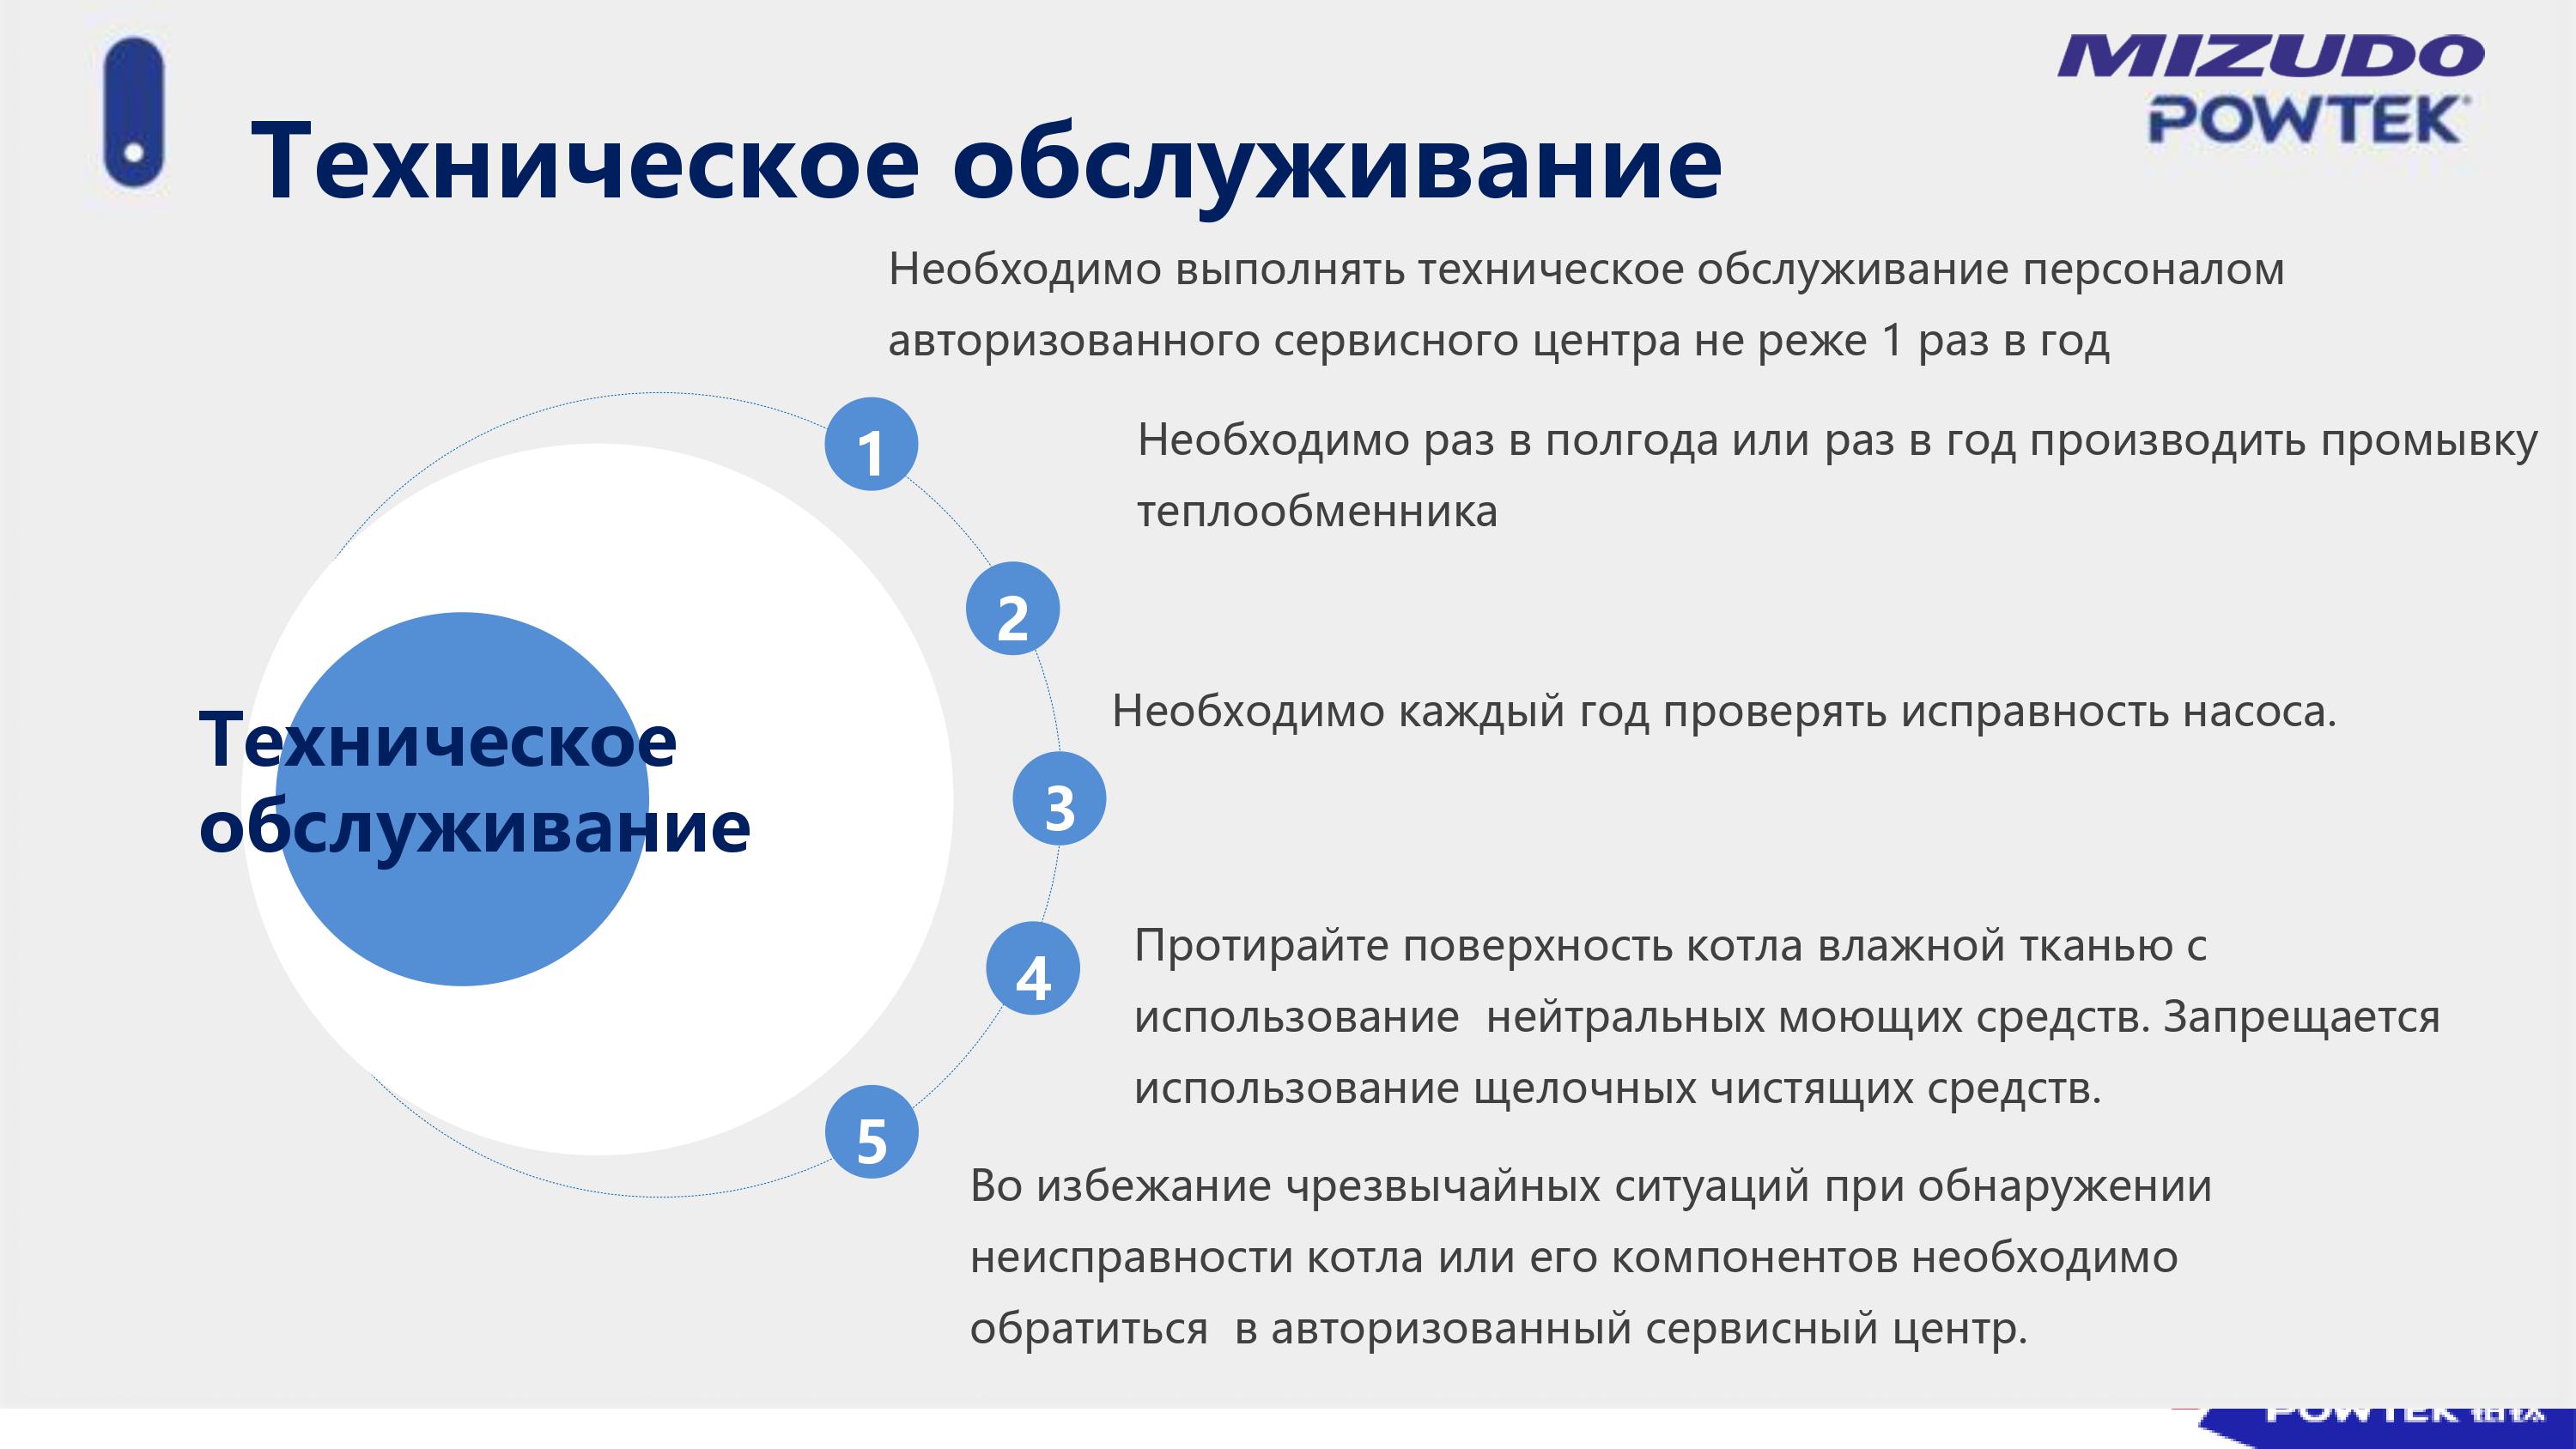 MIZUDO
POWTEK
Техническое обслуживание
Необходимо выполнять техническое обслуживание персоналом
авторизованного сервисного центра не реже 1 раз в год
1
Необходимо раз в полгода или раз в год производить промывку
теплообменника
2
Необходимо каждый год проверять исправность насоса.
Техническое
обслуживание
3
Протирайте поверхность котла влажной тканью с
использование  нейтральных моющих средств. Запрещается
использование щелочных чистящих средств.
4
5
Во избежание чрезвычайных ситуаций при обнаружении
неисправности котла или его компонентов необходимо
обратиться  в авторизованный сервисный центр.
POWTEK